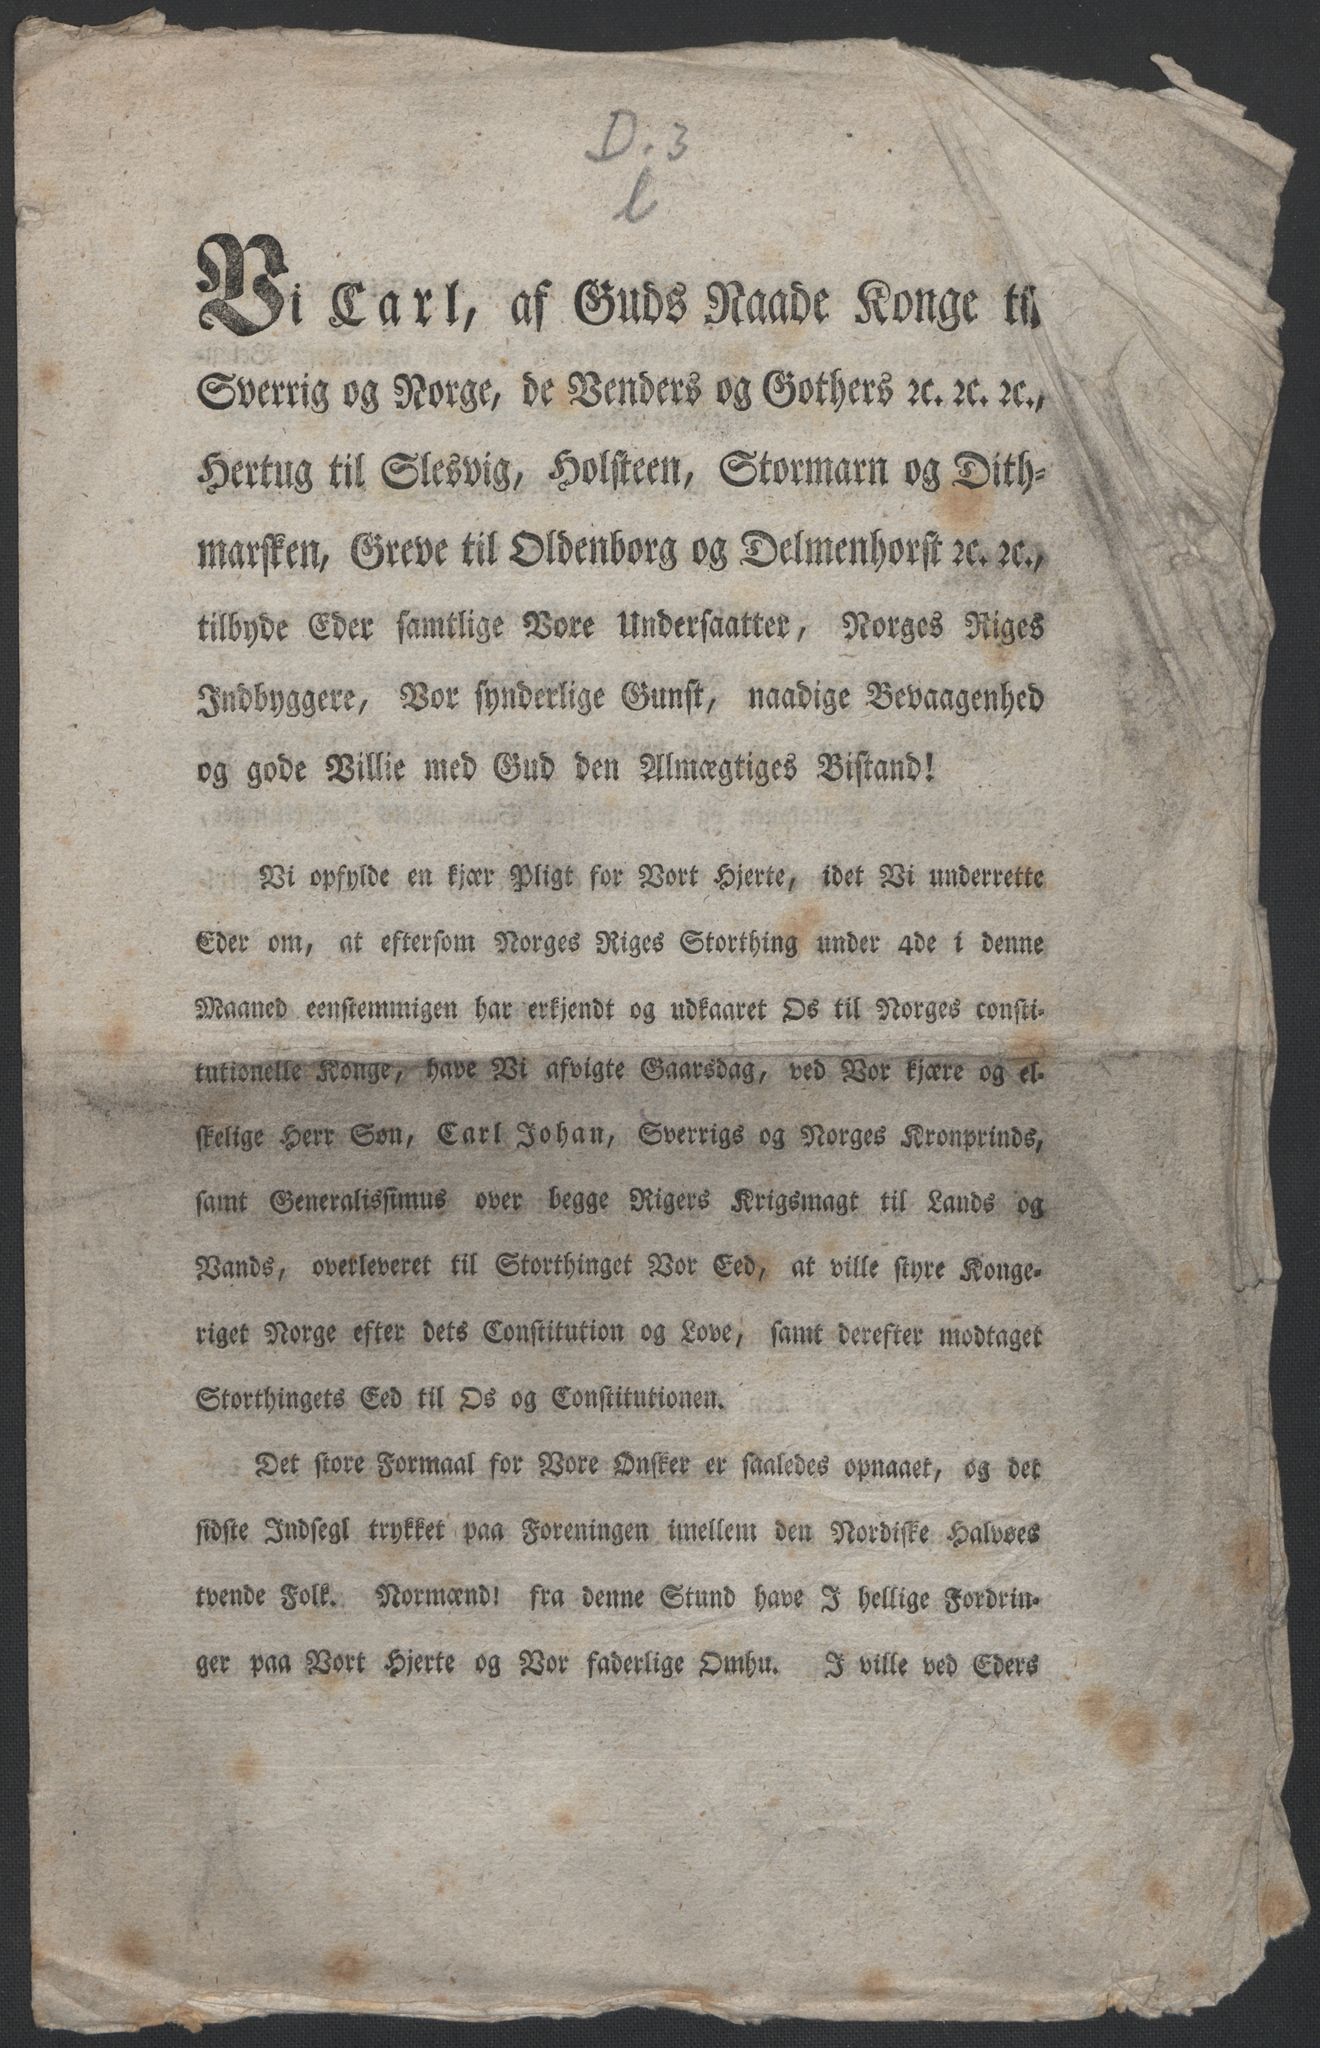 D. 3
l
Vi Carl, af Guds Naade Konge til
Sverrig og Norge, de Venders og Gothers ꝛc. ꝛc. ꝛc.,
Hertug til Slesvig, Holsteen, Stormarn og Dith-
marsken, Greve til Oldenborg og Delmenhorst ꝛc. ꝛc.,
tilbyde Eder samtlige Vore Undersaatter, Norges Riges
Indbyggere, Vor synderlige Gunst, naadige Bevaagenhed
og gode Villie med Gud den Almægtiges Bistand!
Vi opfylde en kjær Pligt for Vort Hjerte, idet Vi underrette
Eder om, at eftersom Norges Riges Storthing under 4de i denne
Maaned eenstemmigen har erkjendt og udkaaret Os til Norges consti-
tutionelle Konge, have Vi afvigte Gaarsdag, ved Vor kjære og el-
skelige Herr Søn, Carl Johan, Sverrigs og Norges Kronprinds,
samt Generalissimus over begge Rigers Krigsmagt til Lands og
Vands, overleveret til Storthinget Vor Eed, at ville styre Konge-
riget Norge efter dets Constitution og Love, samt derefter modtaget
Storthingets Eed til Os og Constitutionen.
Det store Formaal for Vore Ønsker er saaledes opnaaet, og det
sidste Indsegl trykket paa Foreningen imellem den Nordiske Halvøes
tvende Folk. Normænd! fra denne Stund have I hellige Fordrin-
ger paa Vort Hjerte og Vor faderlige Omhu. I ville ved Eders